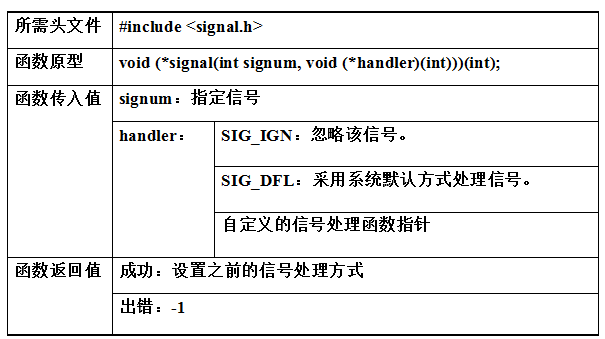 所需头文件 #include <signal.h>
函数原型 void (*signal(int signum, void (*handler)(int)))(int);
函数传入值 signum：指定信号
handler： SIG_IGN：忽略该信号。
SIG_DFL：采用系统默认方式处理信号。
自定义的信号处理函数指针
函数返回值 成功：设置之前的信号处理方式
出错：-1